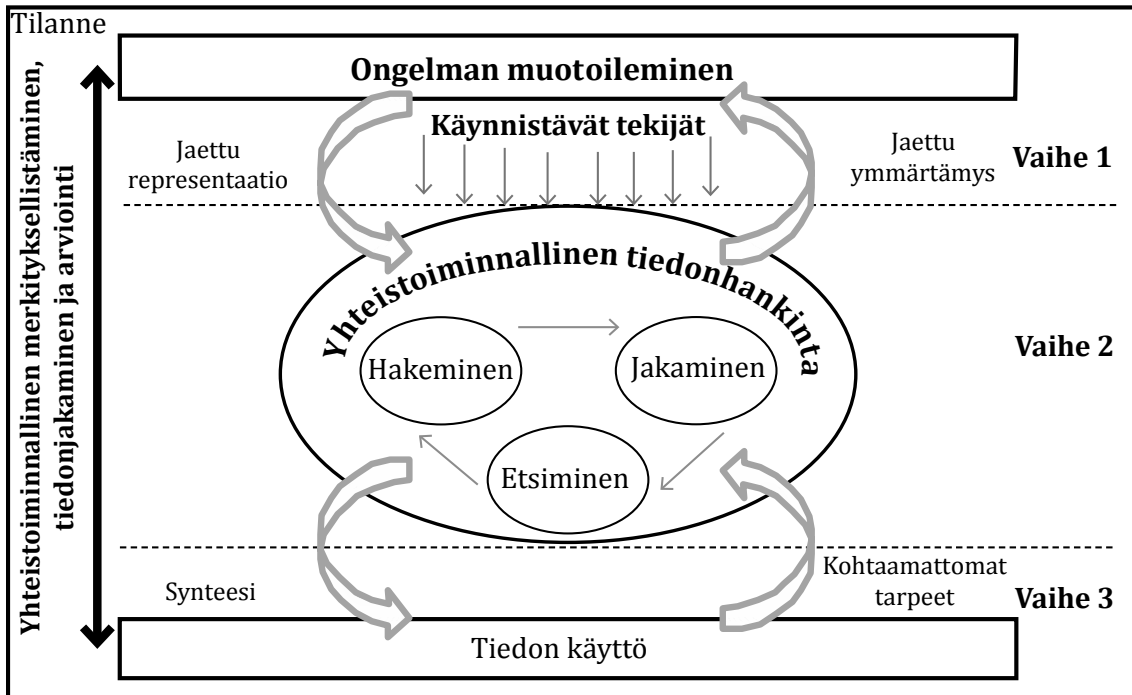 Tilanne
Yhteistoiminnallinen merkityksellistäminen,
tiedonjakaminen ja arviointi
Ongelman muotoileminen
Käynnistävät tekijät
Jaettu
representaatio
Jaettu
ymmärtämys
Vaihe 1
Yhteistoiminnallinen tiedonhankinta
Vaihe 2
Hakeminen
Jakaminen
Etsiminen
Synteesi
Kohtaamattomat
tarpeet
Vaihe 3
Tiedon käyttö